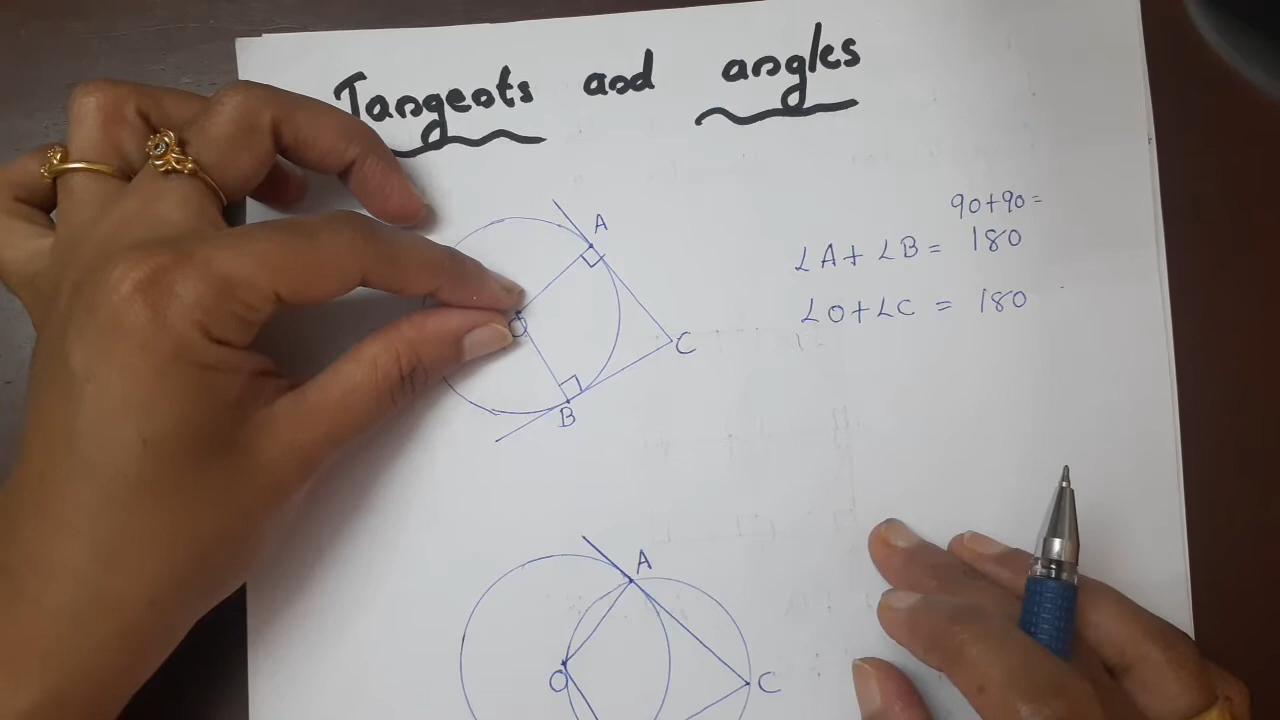 Tangents and angles
90+90=
∠A+∠B= 180
∠O+∠C = 180
A
O
C
B
A
O
C